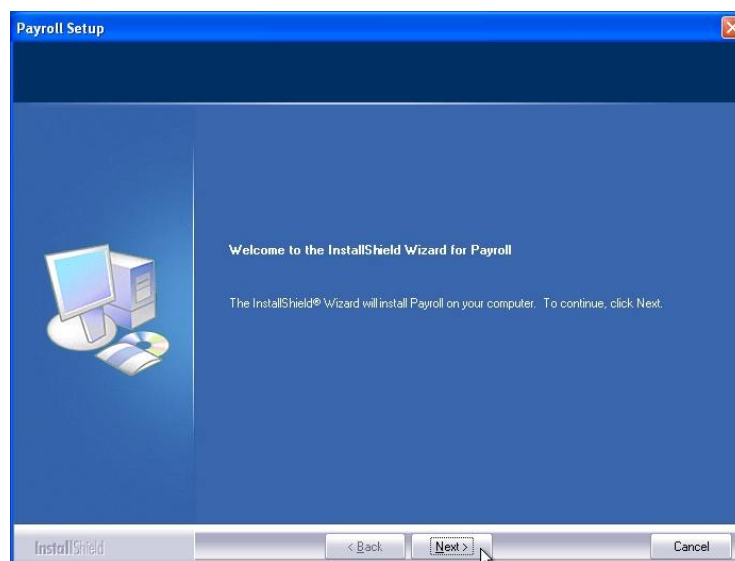 Payroll Setup
Welcome to the InstallShield Wizard for Payroll
The InstallShield® Wizard will install Payroll on your computer. To continue, click Next.
InstallShield
< Back
Next >
Cancel